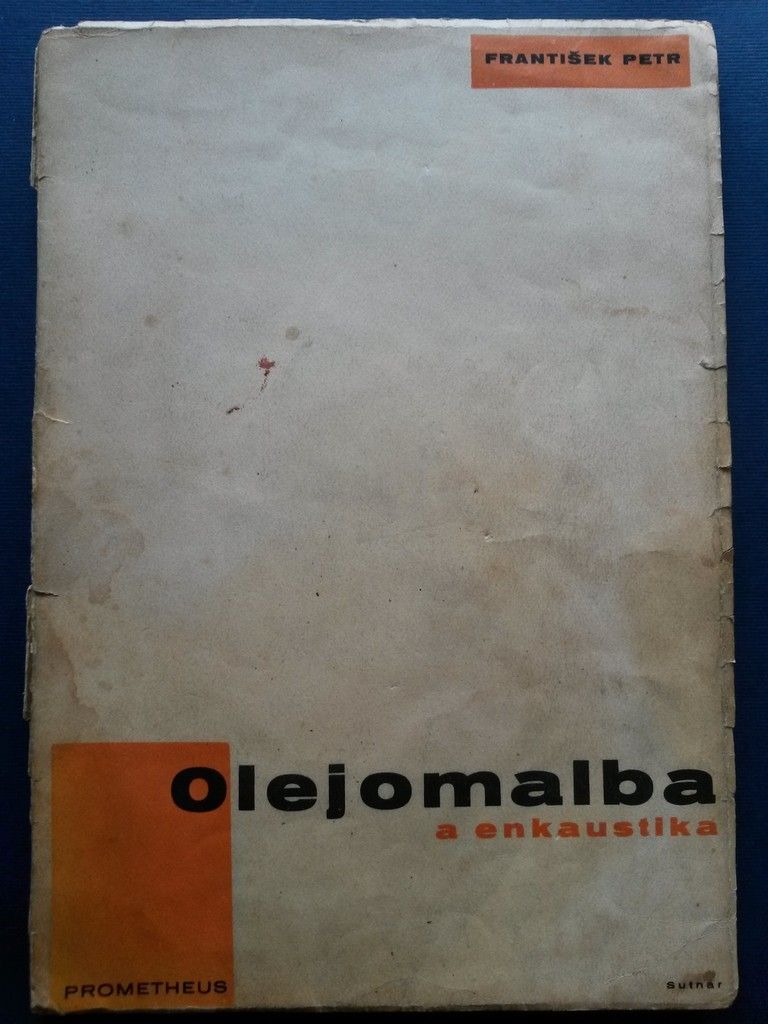 FRANTIŠEK PETR
Olejomalba
a enkaustika
PROMETHEUS
Sutnar